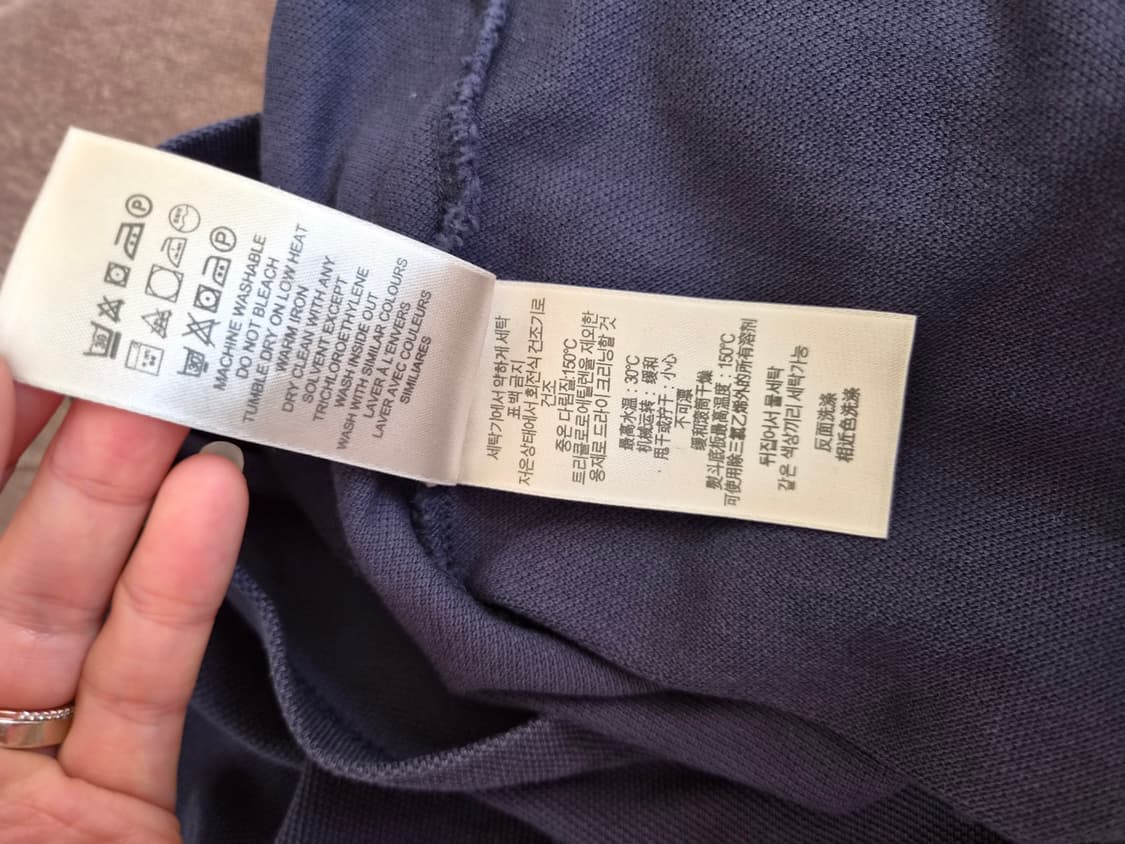 MACHINE WASHABLE
DO NOT BLEACH
TUMBLE DRY ON LOW HEAT
WARM IRON
DRY CLEAN WITH ANY
SOLVENT EXCEPT
TRICHLOROETHYLENE
WASH INSIDE OUT
WASH WITH SIMILAR COLOURS
LAVER À L'ENVERS
LAVER AVEC COULEURS
SIMILIARES
세탁기에서 약하게 세탁
표백 금지
저온상태에서 회전식 건조기로
건조
중온 다림질:150°C
트리클로로에틸렌을 제외한
용제로 드라이 크리닝할 것
最高水温：30°C
机械运转：缓和
甩干或拧干：小心
不可漂
缓和滚筒干燥
熨斗底板最高温度：150°C
可使用除三氯乙烯外的所有溶剂
뒤집어서 물세탁
같은 색상끼리 세탁가능
反面洗涤
相近色洗涤